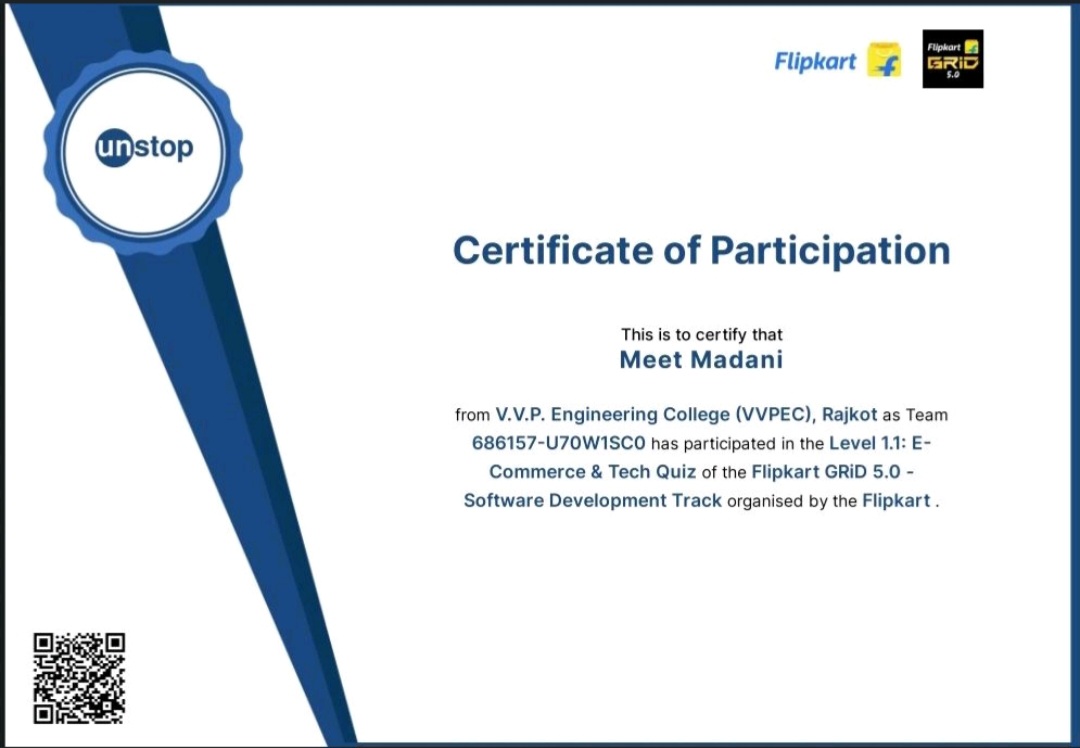 unstop
Flipkart
Flipkart
GRiD
5.0
Certificate of Participation
This is to certify that
Meet Madani
from V.V.P. Engineering College (VVPEC), Rajkot as Team
686157-U70W1SC0 has participated in the Level 1.1: E-
Commerce & Tech Quiz of the Flipkart GRiD 5.0 -
Software Development Track organised by the Flipkart .